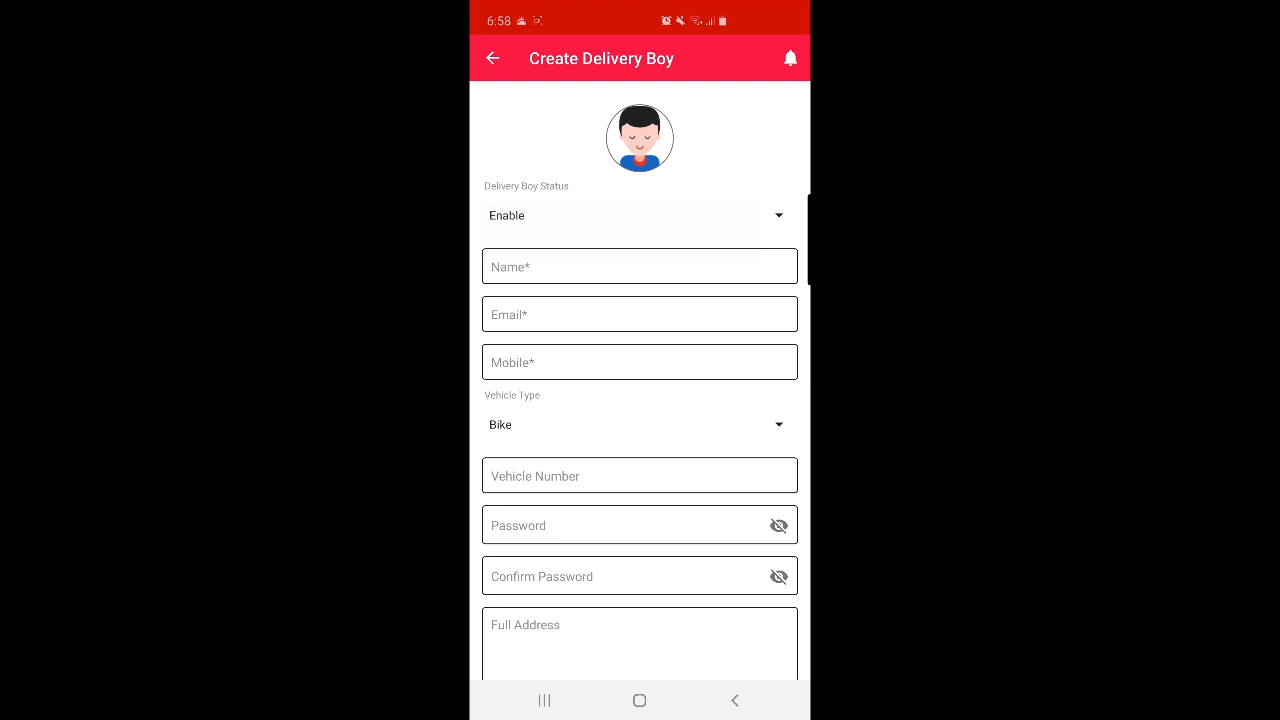 6:58
Create Delivery Boy
Delivery Boy Status
Enable
Name*
Email*
Mobile*
Vehicle Type
Bike
Vehicle Number
Password
Confirm Password
Full Address